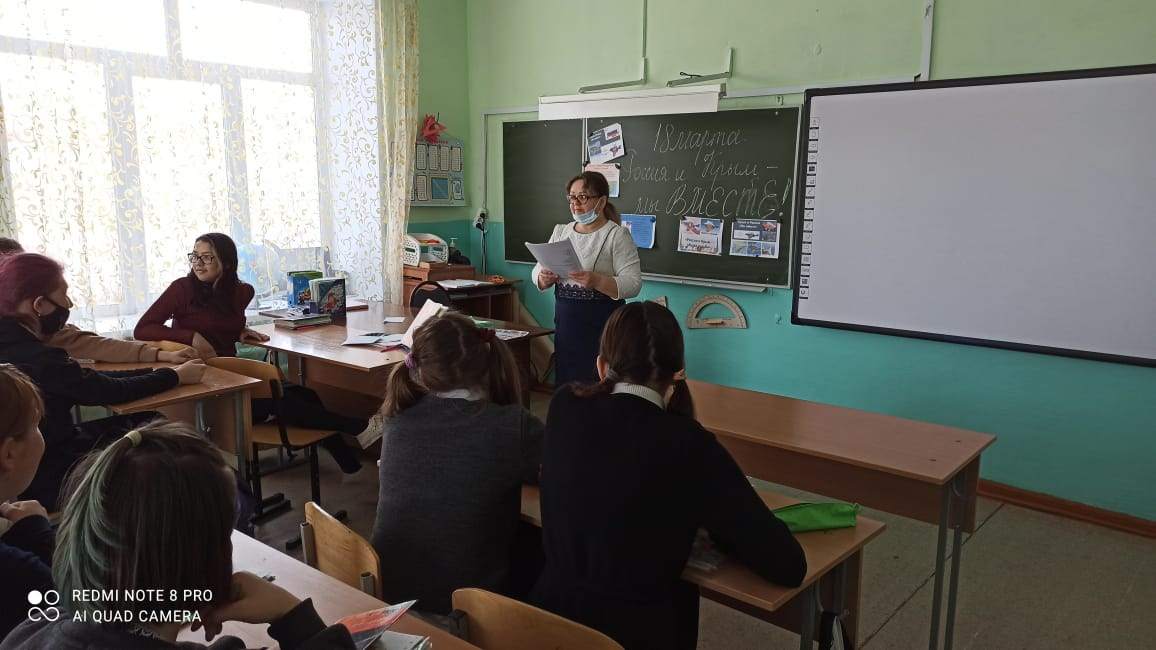 18 марта.
Россия и Крым –
мы ВМЕСТЕ!
REDMI NOTE 8 PRO
AI QUAD CAMERA